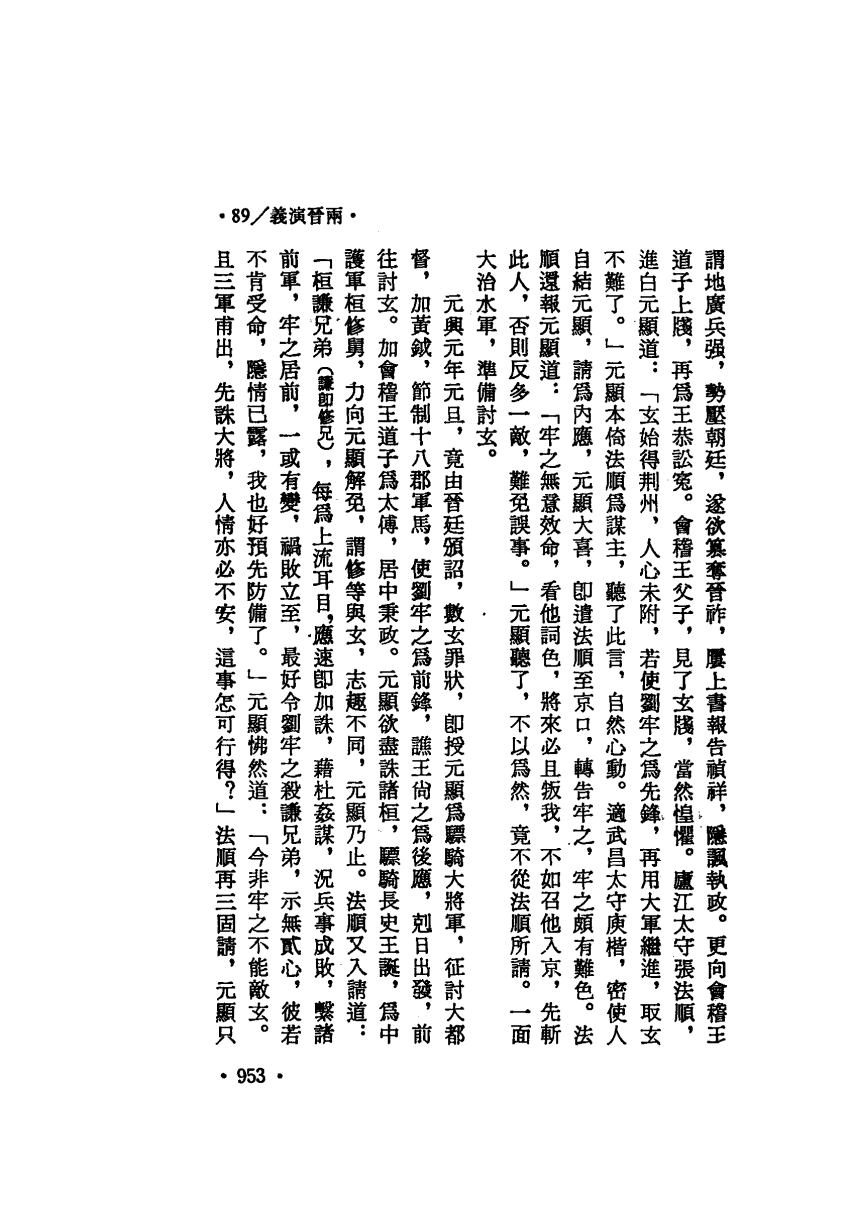 •89／義演晉兩•
謂地廣兵强，勢壓朝廷，遂欲篡奪晉祚，屢上書報告禎祥，隱諷執政。更向會稽王
道子上牋，再爲王恭訟寃。會稽王父子，見了玄牋，當然惶懼。廬江太守張法順，
進白元顯道：「玄始得荆州，人心未附，若使劉牢之爲先鋒，再用大軍繼進，取玄
不難了。」元顯本倚法順爲謀主，聽了此言，自然心動。適武昌太守庾楷，密使人
自結元顯，請爲內應，元顯大喜，卽遣法順至京口，轉告牢之，牢之頗有難色。法
順還報元顯道：「牢之無意效命，看他詞色，將來必且叛我，不如召他入京，先斬
此人，否則反多一敵，難免誤事。」元顯聽了，不以爲然，竟不從法順所請。一面
大治水軍，準備討玄。
元興元年元旦，竟由晉廷頒詔，數玄罪狀，卽授元顯爲驃騎大將軍，征討大都
督，加黃鉞，節制十八郡軍馬，使劉牢之爲前鋒，譙王尙之爲後應，剋日出發，前
往討玄。加會稽王道子爲太傅，居中秉政。元顯欲盡誅諸桓，驃騎長史王誕，爲中
護軍桓修舅，力向元顯解免，謂修等與玄，志趣不同，元顯乃止。法順又入請道：
「桓謙兄弟（謙卽修兄），每爲上流耳目，應速卽加誅，藉杜姦謀，況兵事成敗，繫諸
前軍，牢之居前，一或有變，禍敗立至，最好令劉牢之殺謙兄弟，示無貳心，彼若
不肯受命，隱情已露，我也好預先防備了。」元顯怫然道：「今非牢之不能敵玄。
且三軍甫出，先誅大將，人情亦必不安，這事怎可行得？」法順再三固請，元顯只
•953•